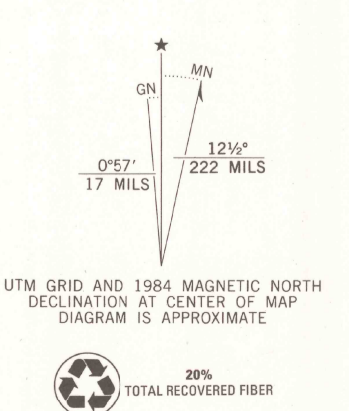 ★
MN
GN
0°57′
17 MILS
12½°
222 MILS
UTM GRID AND 1984 MAGNETIC NORTH
DECLINATION AT CENTER OF MAP
DIAGRAM IS APPROXIMATE
20%
TOTAL RECOVERED FIBER